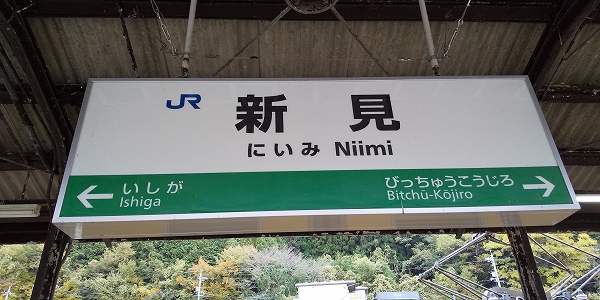 JR 新見
にいみ Niimi
← いしが びっちゅうこうじろ →
Ishiga Bitchū-Kōjiro